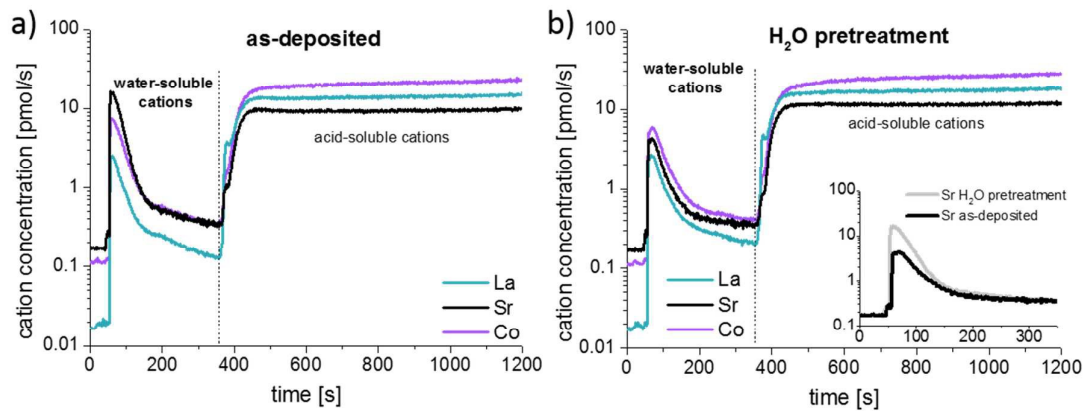 a)
as-deposited
cation concentration [pmol/s]
100
10
1
0.1
0.01
water-soluble
cations
acid-soluble cations
La
Sr
Co
0 200 400 600 800 1000 1200
time [s]
b)
H₂O pretreatment
cation concentration [pmol/s]
100
10
1
0.1
0.01
water-soluble
cations
acid-soluble cations
La
Sr
Co
100
10
1
0.1
Sr H₂O pretreatment
Sr as-deposited
0 100 200 300
0 200 400 600 800 1000 1200
time [s]